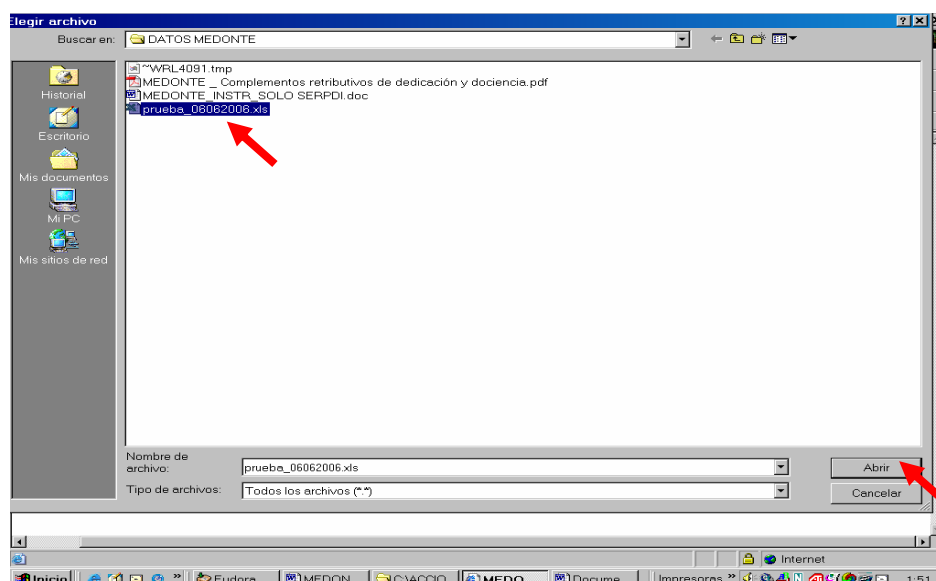 Elegir archivo
Buscar en: DATOS MEDONTE
Historial
Escritorio
Mis documentos
Mi PC
Mis sitios de red
~WRL4091.tmp
MEDONTE _ Complementos retributivos de dedicación y dociencia.pdf
MEDONTE_INSTR_SOLO SERPDI.doc
prueba_06062006.xls
Nombre de
archivo: prueba_06062006.xls Abrir
Tipo de archivos: Todos los archivos (*.*) Cancelar
Internet
Inicio » Eudora MEDON... C:\ACCIO... MEDO... Docume... Impresoras » 1:51